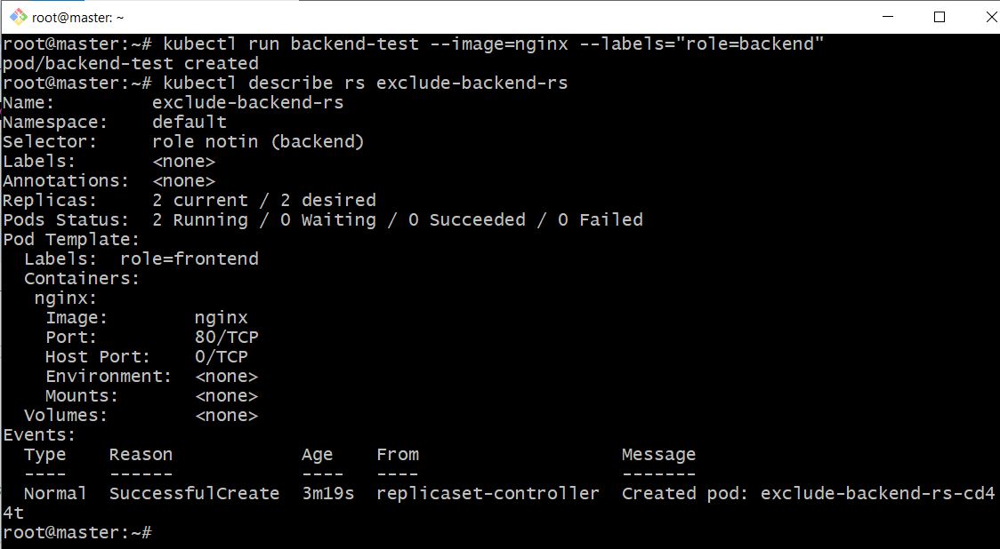 root@master: ~
root@master:~# kubectl run backend-test --image=nginx --labels="role=backend"
pod/backend-test created
root@master:~# kubectl describe rs exclude-backend-rs
Name:         exclude-backend-rs
Namespace:    default
Selector:     role notin (backend)
Labels:       <none>
Annotations:  <none>
Replicas:     2 current / 2 desired
Pods Status:  2 Running / 0 Waiting / 0 Succeeded / 0 Failed
Pod Template:
  Labels:  role=frontend
  Containers:
   nginx:
    Image:        nginx
    Port:         80/TCP
    Host Port:    0/TCP
    Environment:  <none>
    Mounts:       <none>
  Volumes:        <none>
Events:
  Type    Reason            Age    From                   Message
  ----    ------            ----   ----                   -------
  Normal  SuccessfulCreate  3m19s  replicaset-controller  Created pod: exclude-backend-rs-cd4
4t
root@master:~#